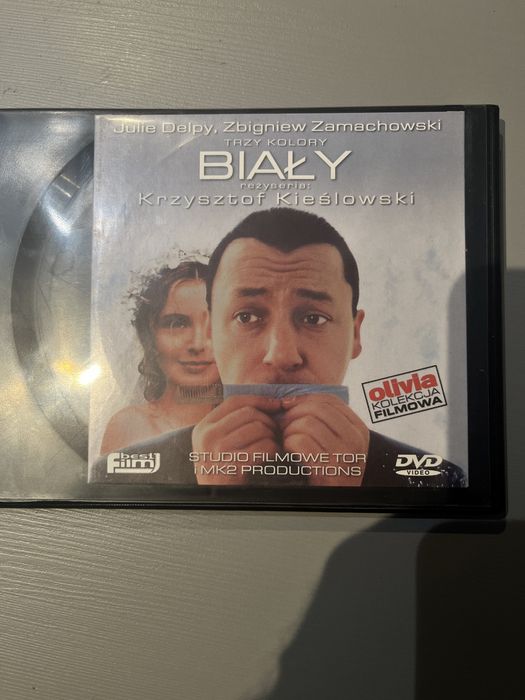 Julie Delpy, Zbigniew Zamachowski
TRZY KOLORY
BIAŁY
reżyseria:
Krzysztof Kieślowski
olivia
KOLEKCJA
FILMOWA
best
film
STUDIO FILMOWE TOR
i MK2 PRODUCTIONS
DVD
VIDEO